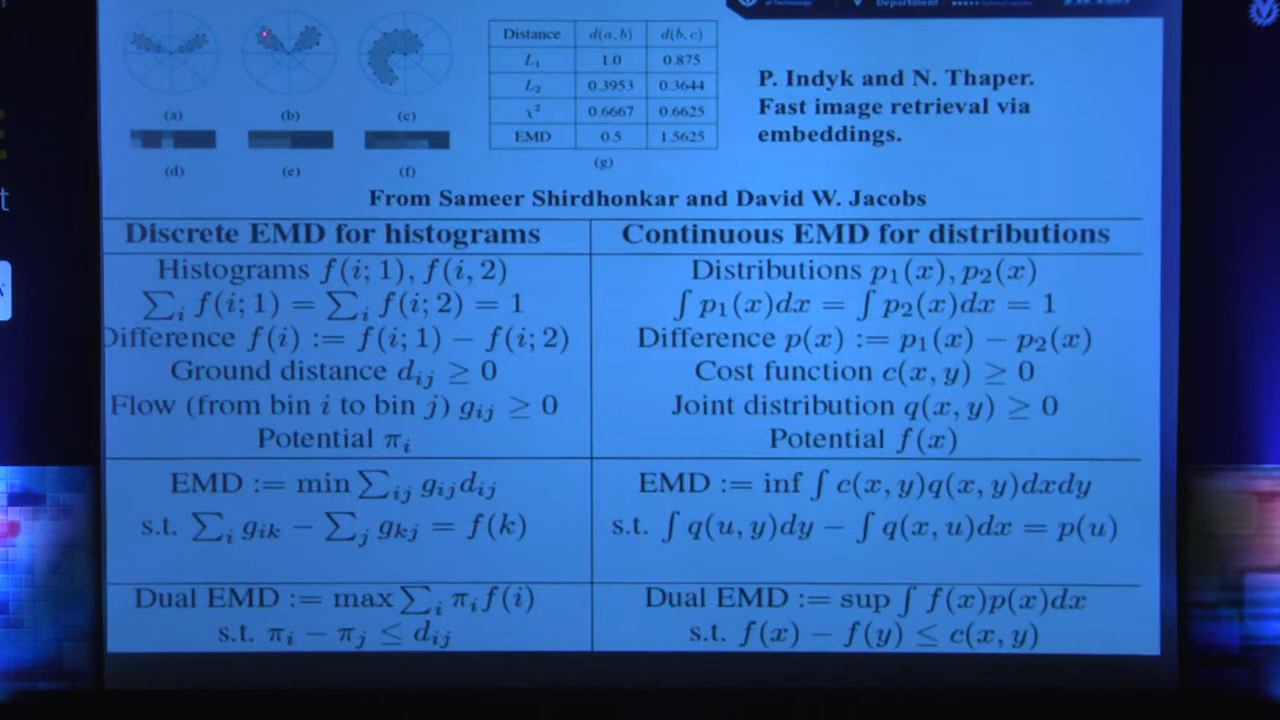 of Technology
Department
(a) (b) (c)
(d) (e) (f)
Distance d(a, b) d(b, c)
L₁ 1.0 0.875
L₂ 0.3953 0.3644
χ² 0.6667 0.6625
EMD 0.5 1.5625
(g)
P. Indyk and N. Thaper.
Fast image retrieval via
embeddings.
From Sameer Shirdhonkar and David W. Jacobs
Discrete EMD for histograms
Histograms f(i; 1), f(i, 2)
∑ᵢ f(i; 1) = ∑ᵢ f(i; 2) = 1
Difference f(i) := f(i; 1) − f(i; 2)
Ground distance dᵢⱼ ≥ 0
Flow (from bin i to bin j) gᵢⱼ ≥ 0
Potential πᵢ
EMD := min ∑ᵢⱼ gᵢⱼdᵢⱼ
s.t. ∑ᵢ gᵢₖ − ∑ⱼ gₖⱼ = f(k)
Dual EMD := max ∑ᵢ πᵢf(i)
s.t. πᵢ − πⱼ ≤ dᵢⱼ
Continuous EMD for distributions
Distributions p₁(x), p₂(x)
∫ p₁(x)dx = ∫ p₂(x)dx = 1
Difference p(x) := p₁(x) − p₂(x)
Cost function c(x, y) ≥ 0
Joint distribution q(x, y) ≥ 0
Potential f(x)
EMD := inf ∫ c(x, y)q(x, y)dxdy
s.t. ∫ q(u, y)dy − ∫ q(x, u)dx = p(u)
Dual EMD := sup ∫ f(x)p(x)dx
s.t. f(x) − f(y) ≤ c(x, y)